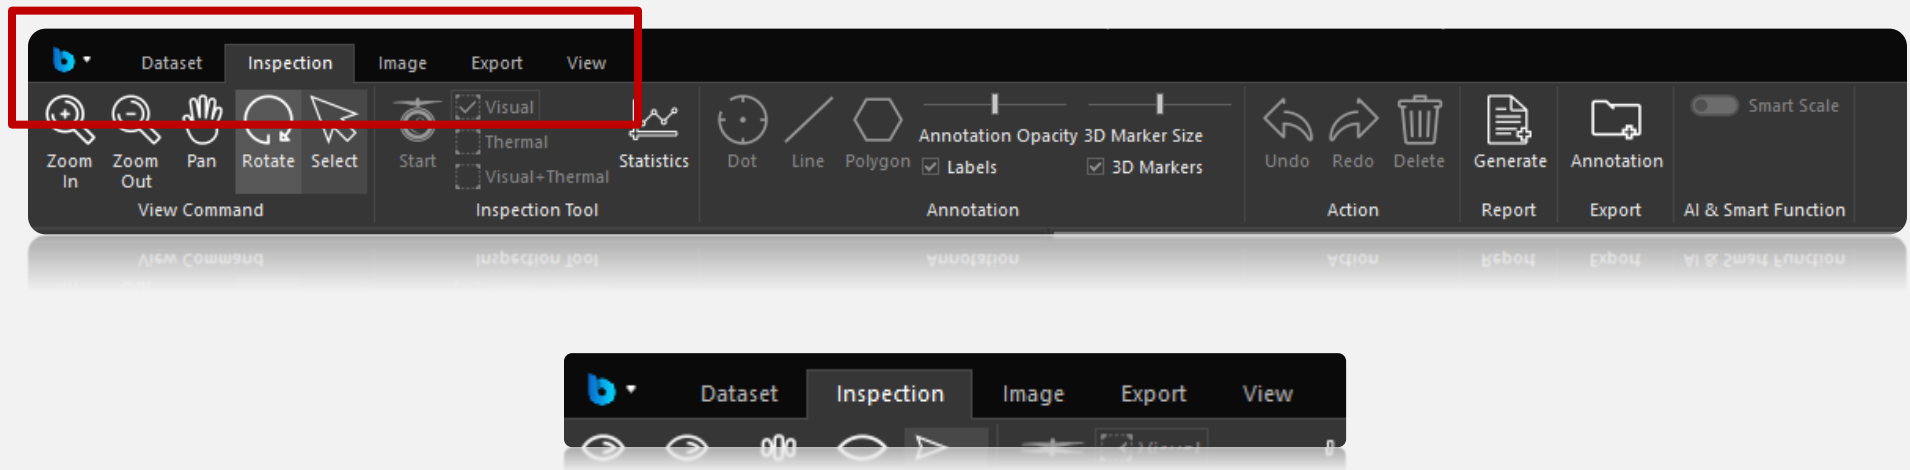 Dataset Inspection Image Export View
Visual
Thermal
Visual+Thermal
Zoom In
Zoom Out
Pan
Rotate
Select
Start
Statistics
Dot
Line
Polygon
Annotation Opacity
3D Marker Size
Labels
3D Markers
Undo
Redo
Delete
Generate
Annotation
Smart Scale
View Command
Inspection Tool
Annotation
Action
Report
Export
AI & Smart Function
Dataset Inspection Image Export View